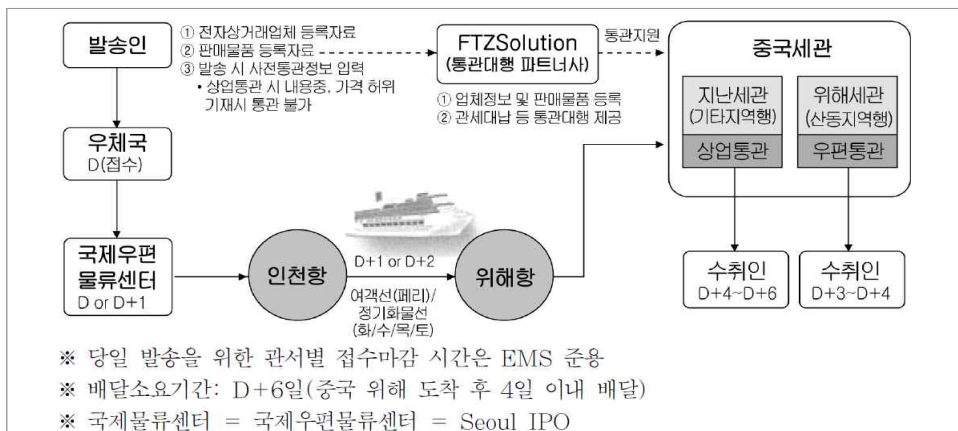 발송인
① 전자상거래업체 등록자료
② 판매물품 등록자료
③ 발송 시 사전통관정보 입력
• 상업통관 시 내용중, 가격 허위
기재시 통관 불가
FTZSolution
(통관대행 파트너사)
통관지원
① 업체정보 및 판매물품 등록
② 관세대납 등 통관대행 제공
중국세관
지난세관
(기타지역행)
상업통관
위해세관
(산동지역행)
우편통관
우체국
D(접수)
국제우편
물류센터
D or D+1
인천항
D+1 or D+2
여객선(페리)/
정기화물선
(화/수/목/토)
위해항
수취인
D+4~D+6
수취인
D+3~D+4
※ 당일 발송을 위한 관서별 접수마감 시간은 EMS 준용
※ 배달소요기간: D+6일(중국 위해 도착 후 4일 이내 배달)
※ 국제물류센터 = 국제우편물류센터 = Seoul IPO